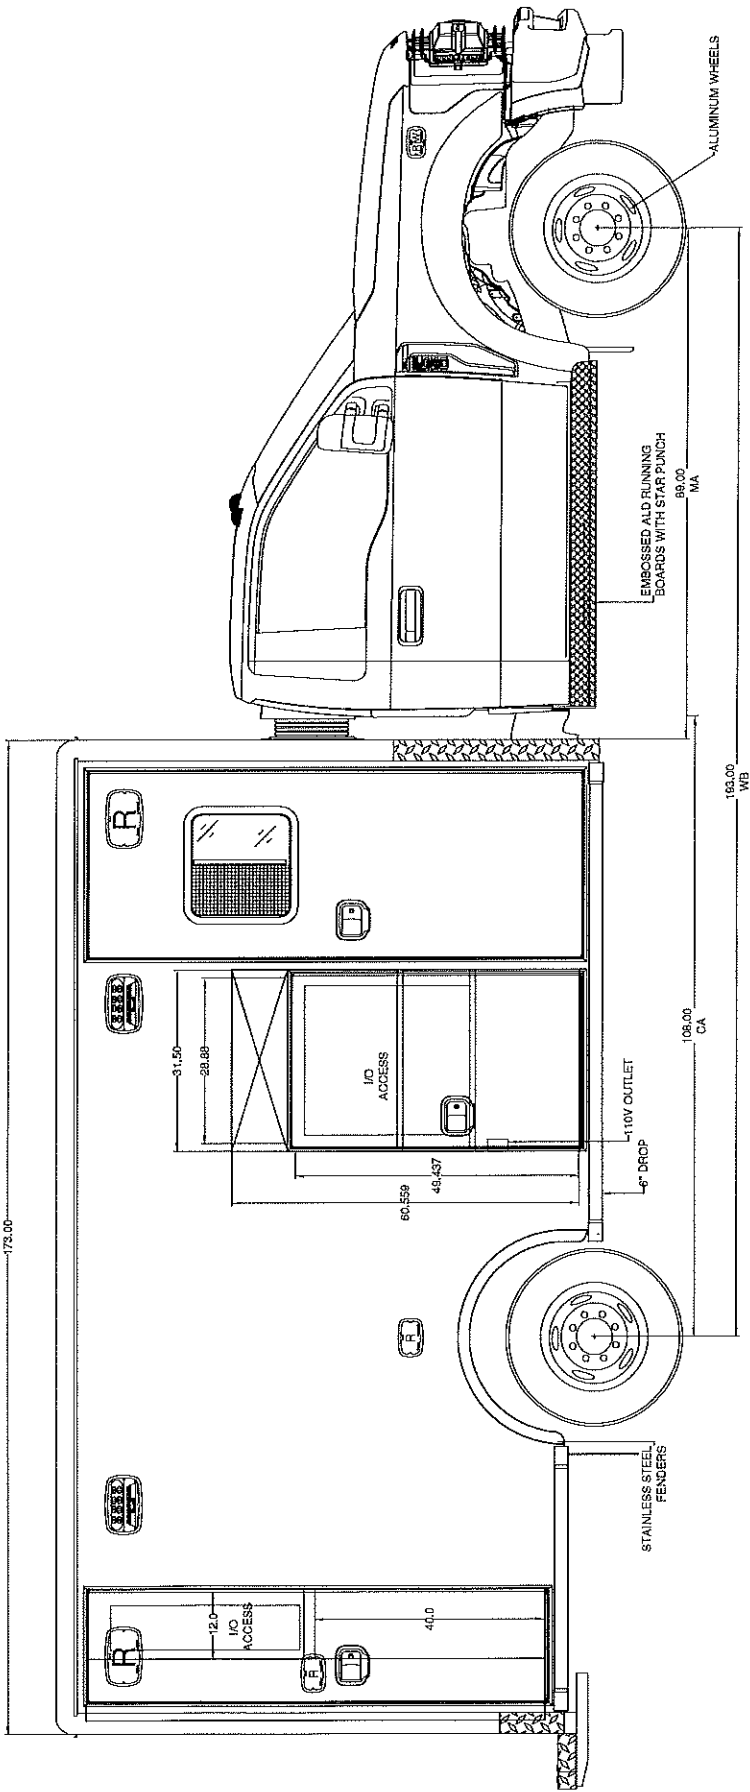 173.00
R
R
31.50
28.88
I/O
ACCESS
60.559
49.437
110V OUTLET
6" DROP
R
R
12.0
I/O
ACCESS
R
40.0
STAINLESS STEEL
FENDERS
108.00
CA
193.00
WB
89.00
MA
EMBOSSED ALD RUNNING
BOARDS WITH STAR PUNCH
ALUMINUM WHEELS